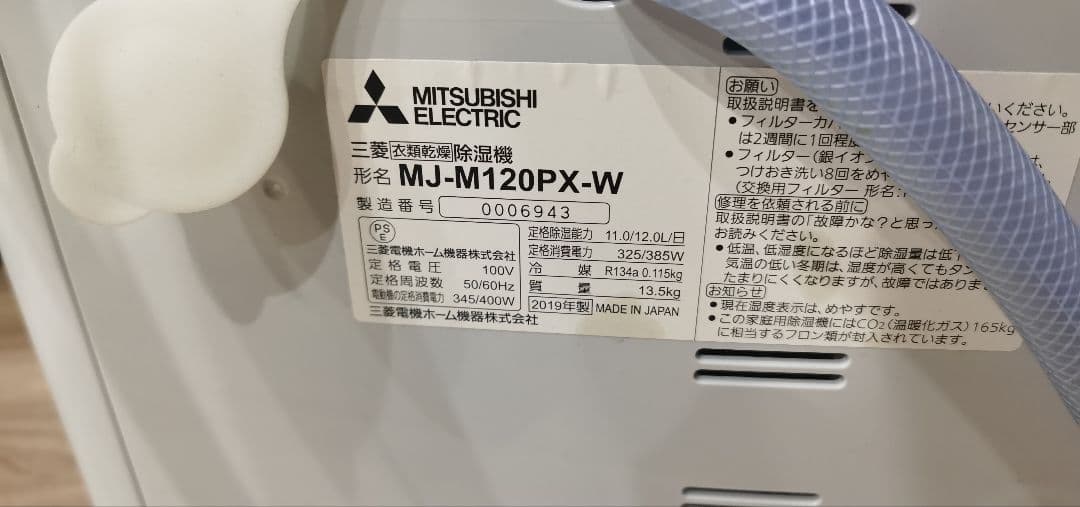 MITSUBISHI
ELECTRIC
三菱衣類乾燥除湿機
形名 MJ-M120PX-W
製造番号 0006943
PS
E
三菱電機ホーム機器株式会社
定格電圧 100V
定格周波数 50/60Hz
電動機の定格消費電力 345/400W
三菱電機ホーム機器株式会社
定格除湿能力 11.0/12.0L/日
定格消費電力 325/385W
冷媒 R134a 0.115kg
質量 13.5kg
2019年製 MADE IN JAPAN
お願い
取扱説明書を いください。
●フィルターカバ センサー部
は2週間に1回程度
●フィルター(銀イオン
つけおき洗い8回をめや
(交換用フィルター 形名:
修理を依頼される前に
取扱説明書の「故障かな?と思っ
お読みください。
●低温、低湿度になるほど除湿量は低下
気温の低い冬期は、湿度が高くてもタン
たまりにくくなりますが、故障ではありま
お知らせ
●現在湿度表示は、めやすです。
●この家庭用除湿機にはCO₂(温暖化ガス)165kg
に相当するフロン類が封入されています。